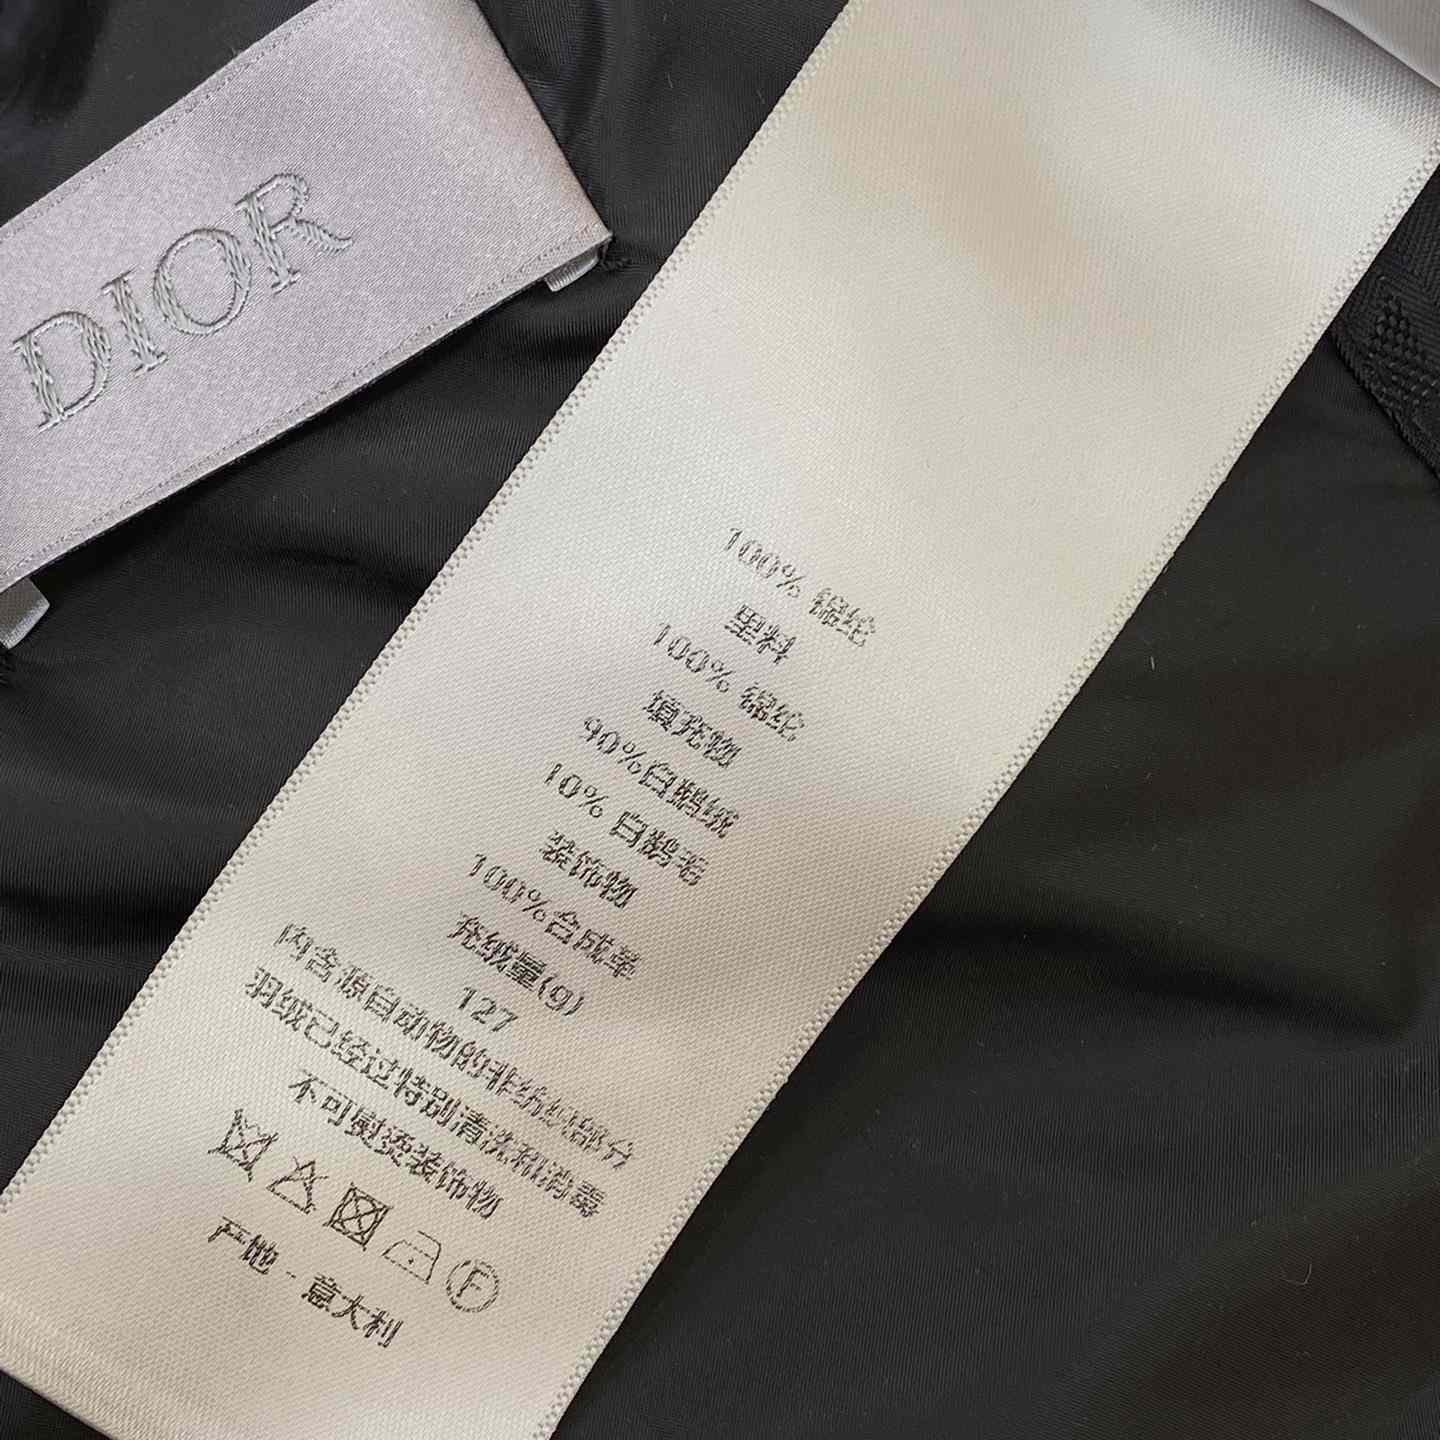 DIOR
100% 锦纶
里料
100% 锦纶
填充物
90%白鹅绒
10% 白鹅毛
装饰物
100%合成革
充绒量(g)
127
内含源自动物的非纺织部分
羽绒已经过特别清洗和消毒
不可熨烫装饰物
F
产地 - 意大利